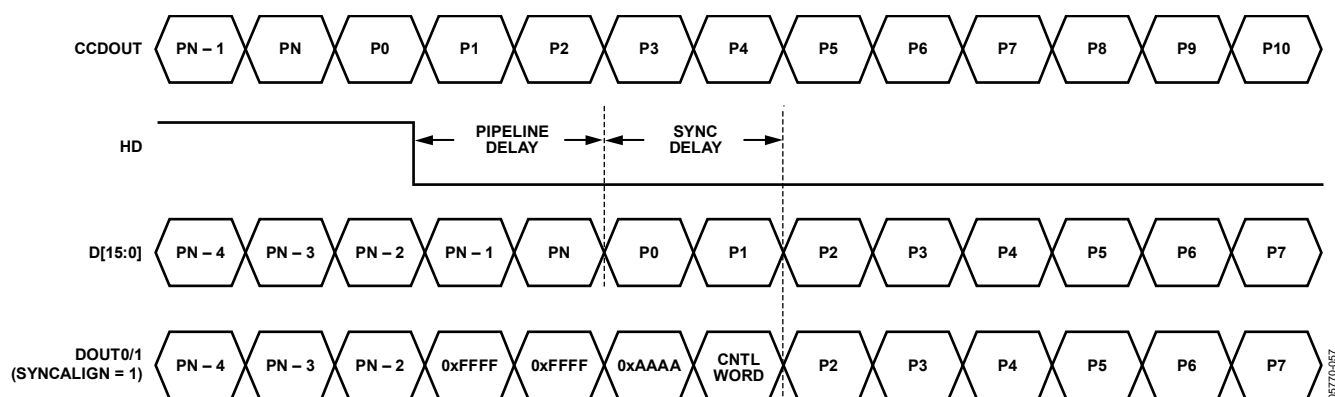 CCDOUT PN – 1 PN P0 P1 P2 P3 P4 P5 P6 P7 P8 P9 P10
HD
PIPELINE
DELAY
SYNC
DELAY
D[15:0] PN – 4 PN – 3 PN – 2 PN – 1 PN P0 P1 P2 P3 P4 P5 P6 P7
DOUT0/1
(SYNCALIGN = 1)
PN – 4 PN – 3 PN – 2 0xFFFF 0xFFFF 0xAAAA
CNTL
WORD
P2 P3 P4 P5 P6 P7
05770-057